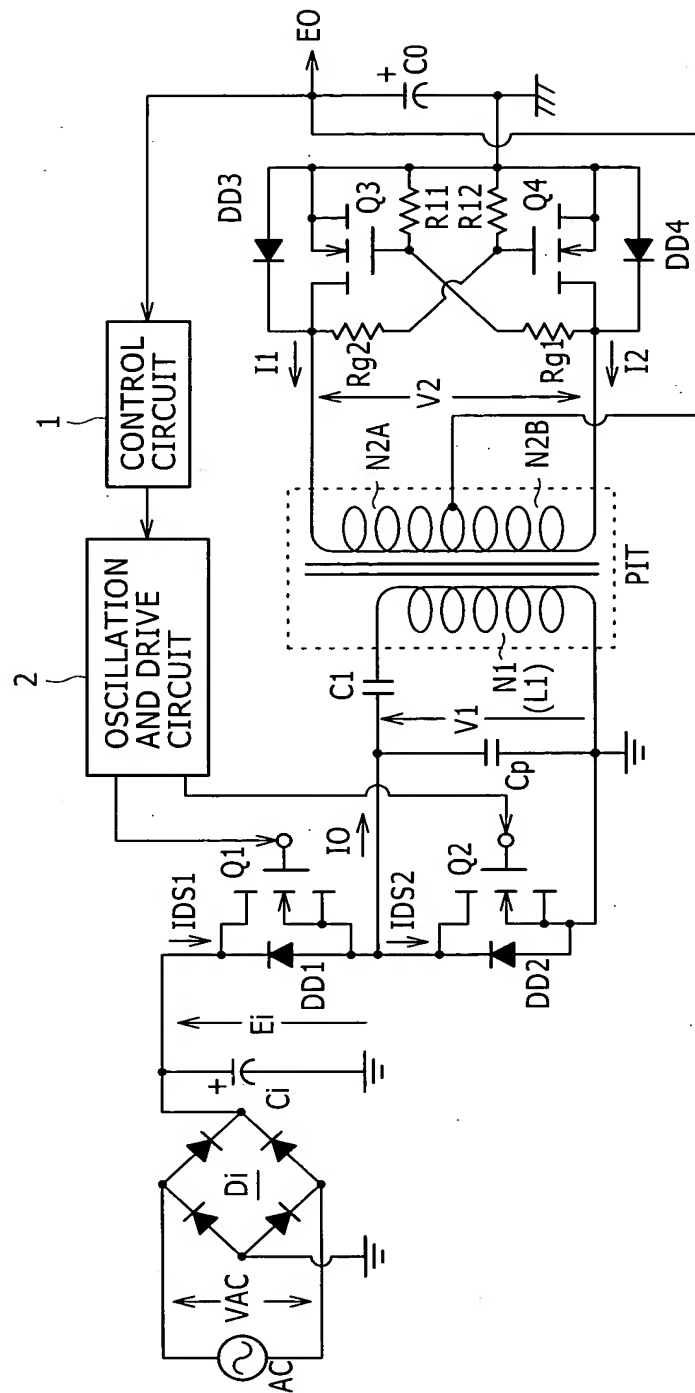 AC
VAC
Di
Ci
+
Ei
IDS1
DD1
Q1
IDS2
DD2
Q2
IO
2
OSCILLATION
AND DRIVE
CIRCUIT
1
CONTROL
CIRCUIT
Cp
V1
C1
N1
(L1)
PIT
N2A
N2B
V2
I1
I2
Rg2
Rg1
DD3
Q3
R11
R12
Q4
DD4
+
C0
EO